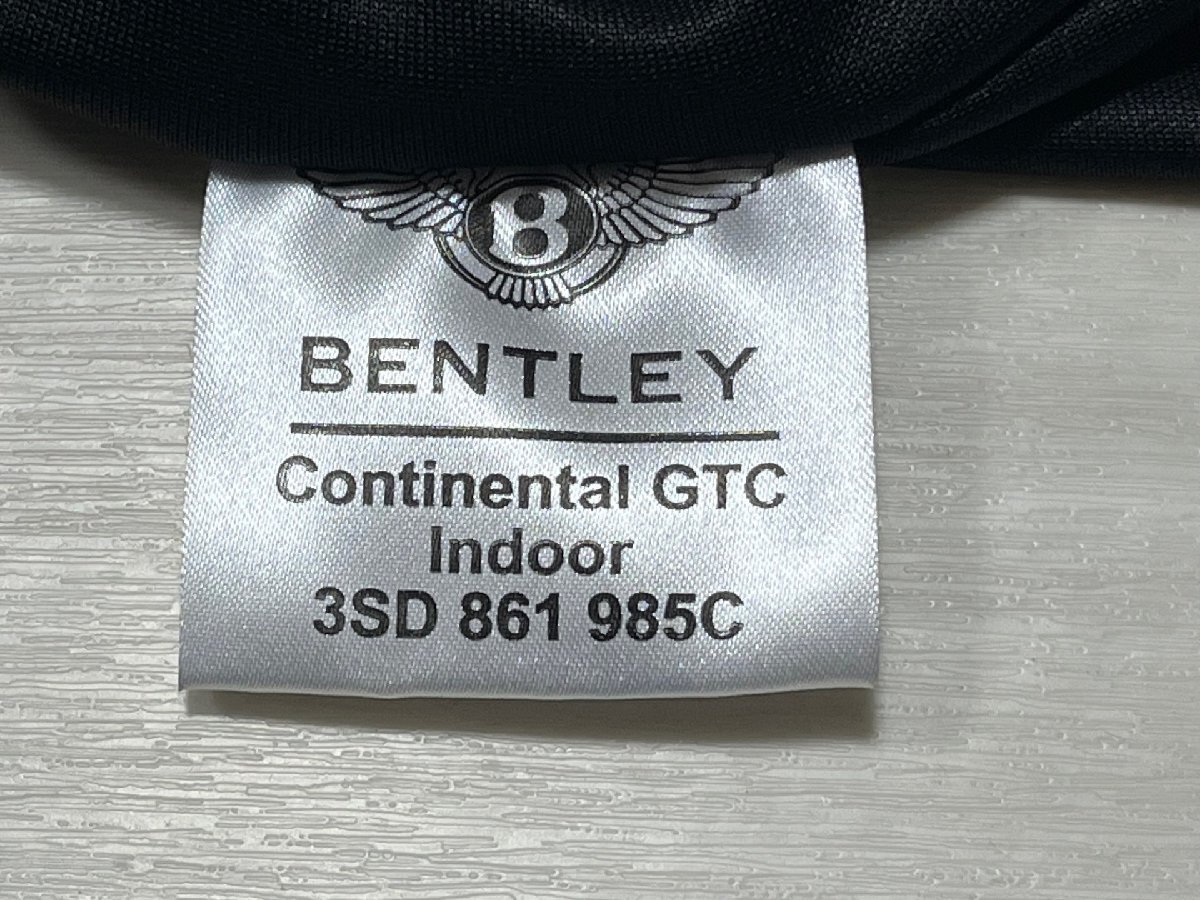 B
BENTLEY
Continental GTC
Indoor
3SD 861 985C